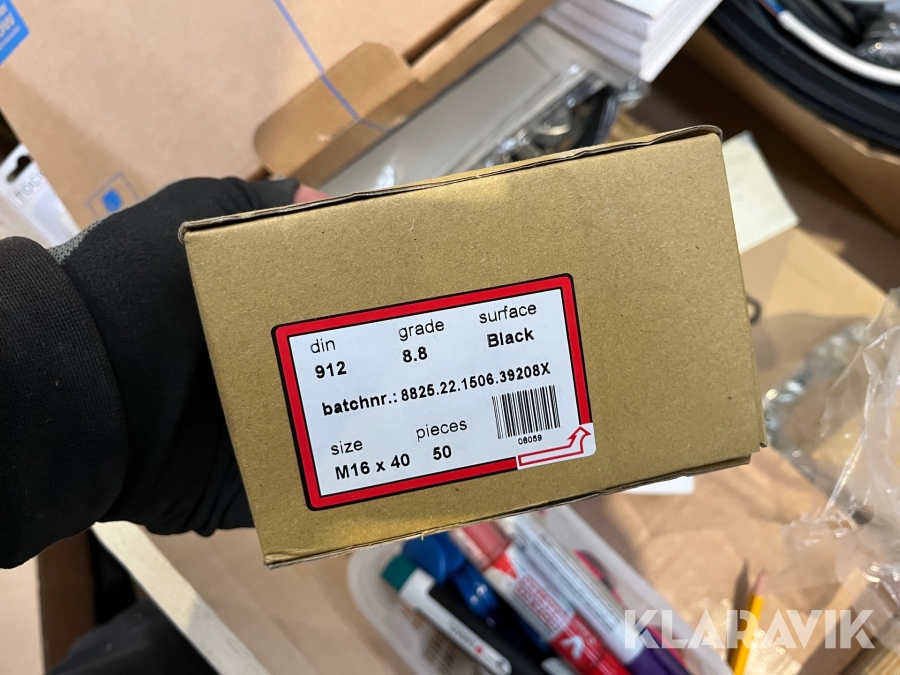 din grade surface
912 8.8 Black
batchnr.: 8825.22.1506.39208X
size pieces
M16 x 40 50
08059
KLARAVIK